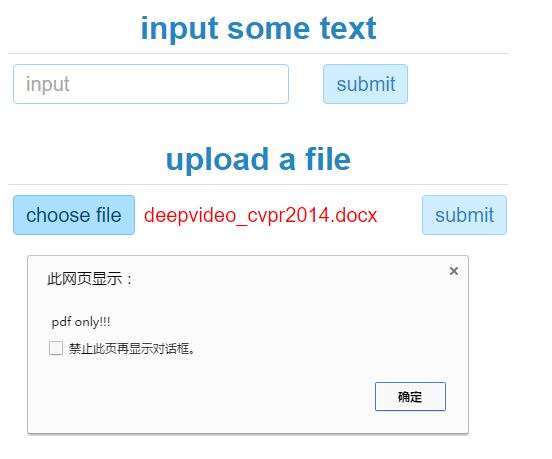 input some text
input submit
upload a file
choose file deepvideo_cvpr2014.docx submit
此网页显示：
pdf only!!!
禁止此页再显示对话框。
确定